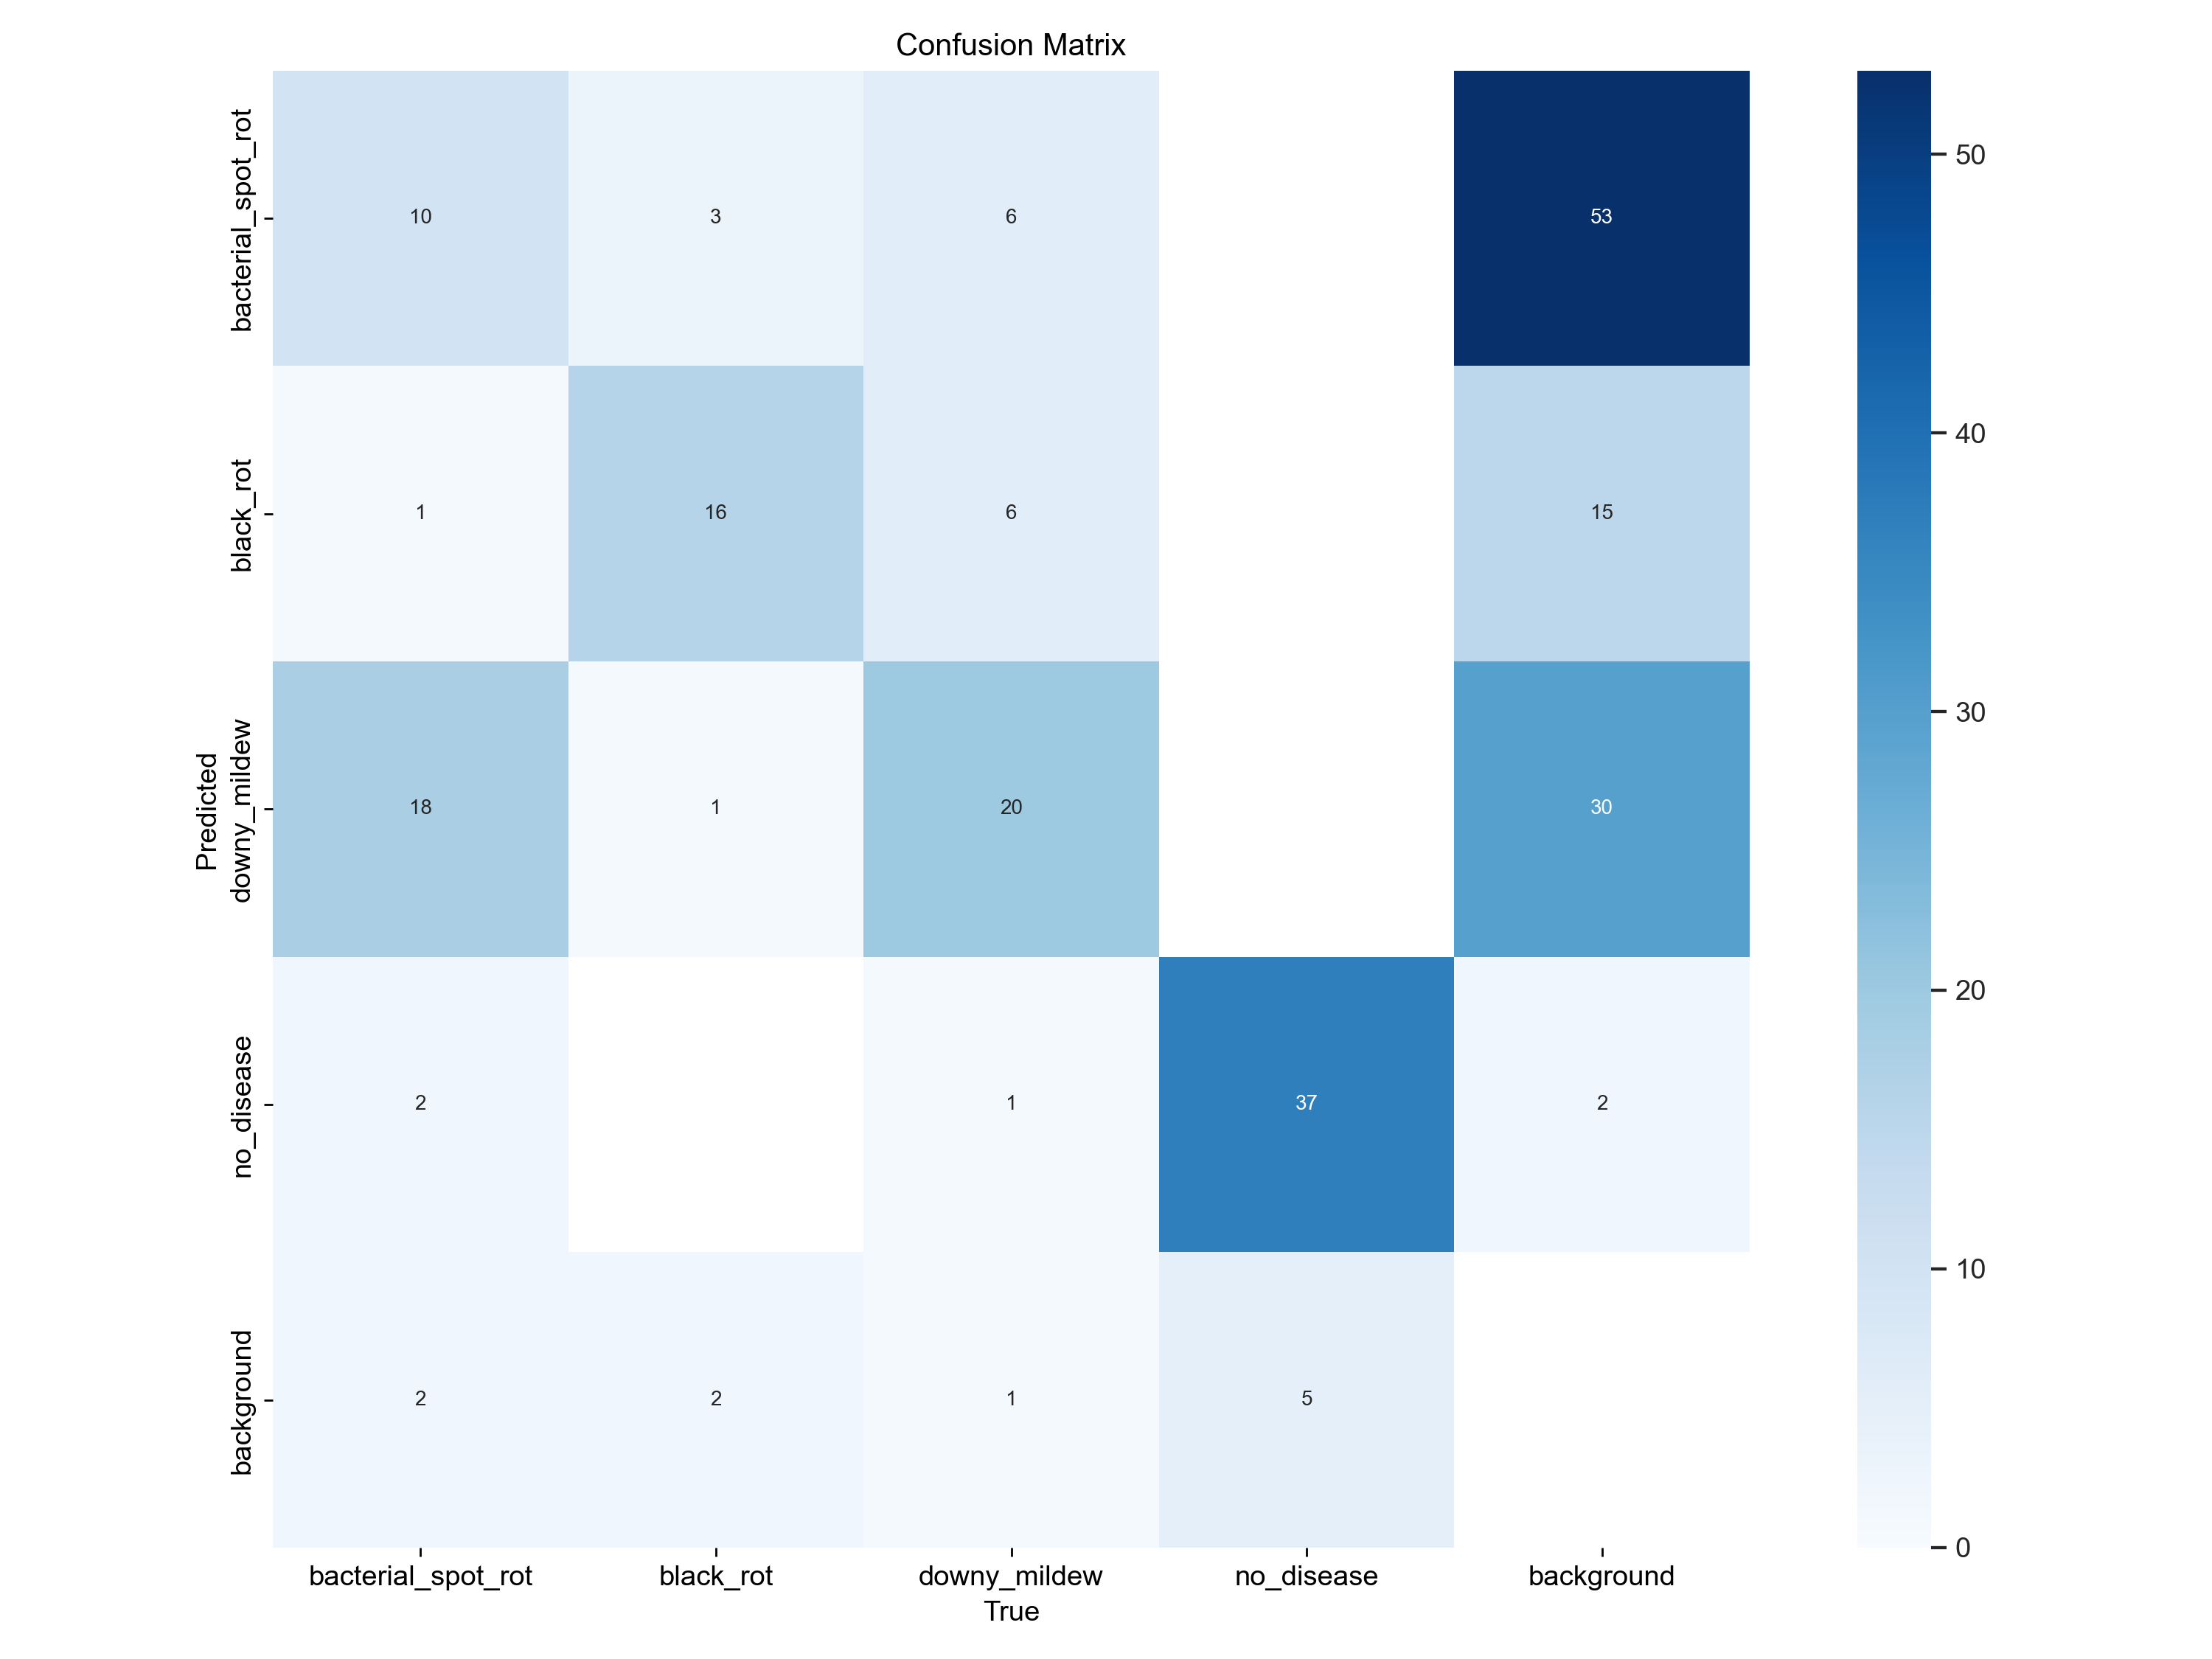 Confusion Matrix
bacterial_spot_rot
10 3 6 53
black_rot
1 16 6 15
Predicted
downy_mildew
18 1 20 30
no_disease
2 1 37 2
background
2 2 1 5
bacterial_spot_rot black_rot downy_mildew no_disease background
True
50
40
30
20
10
0